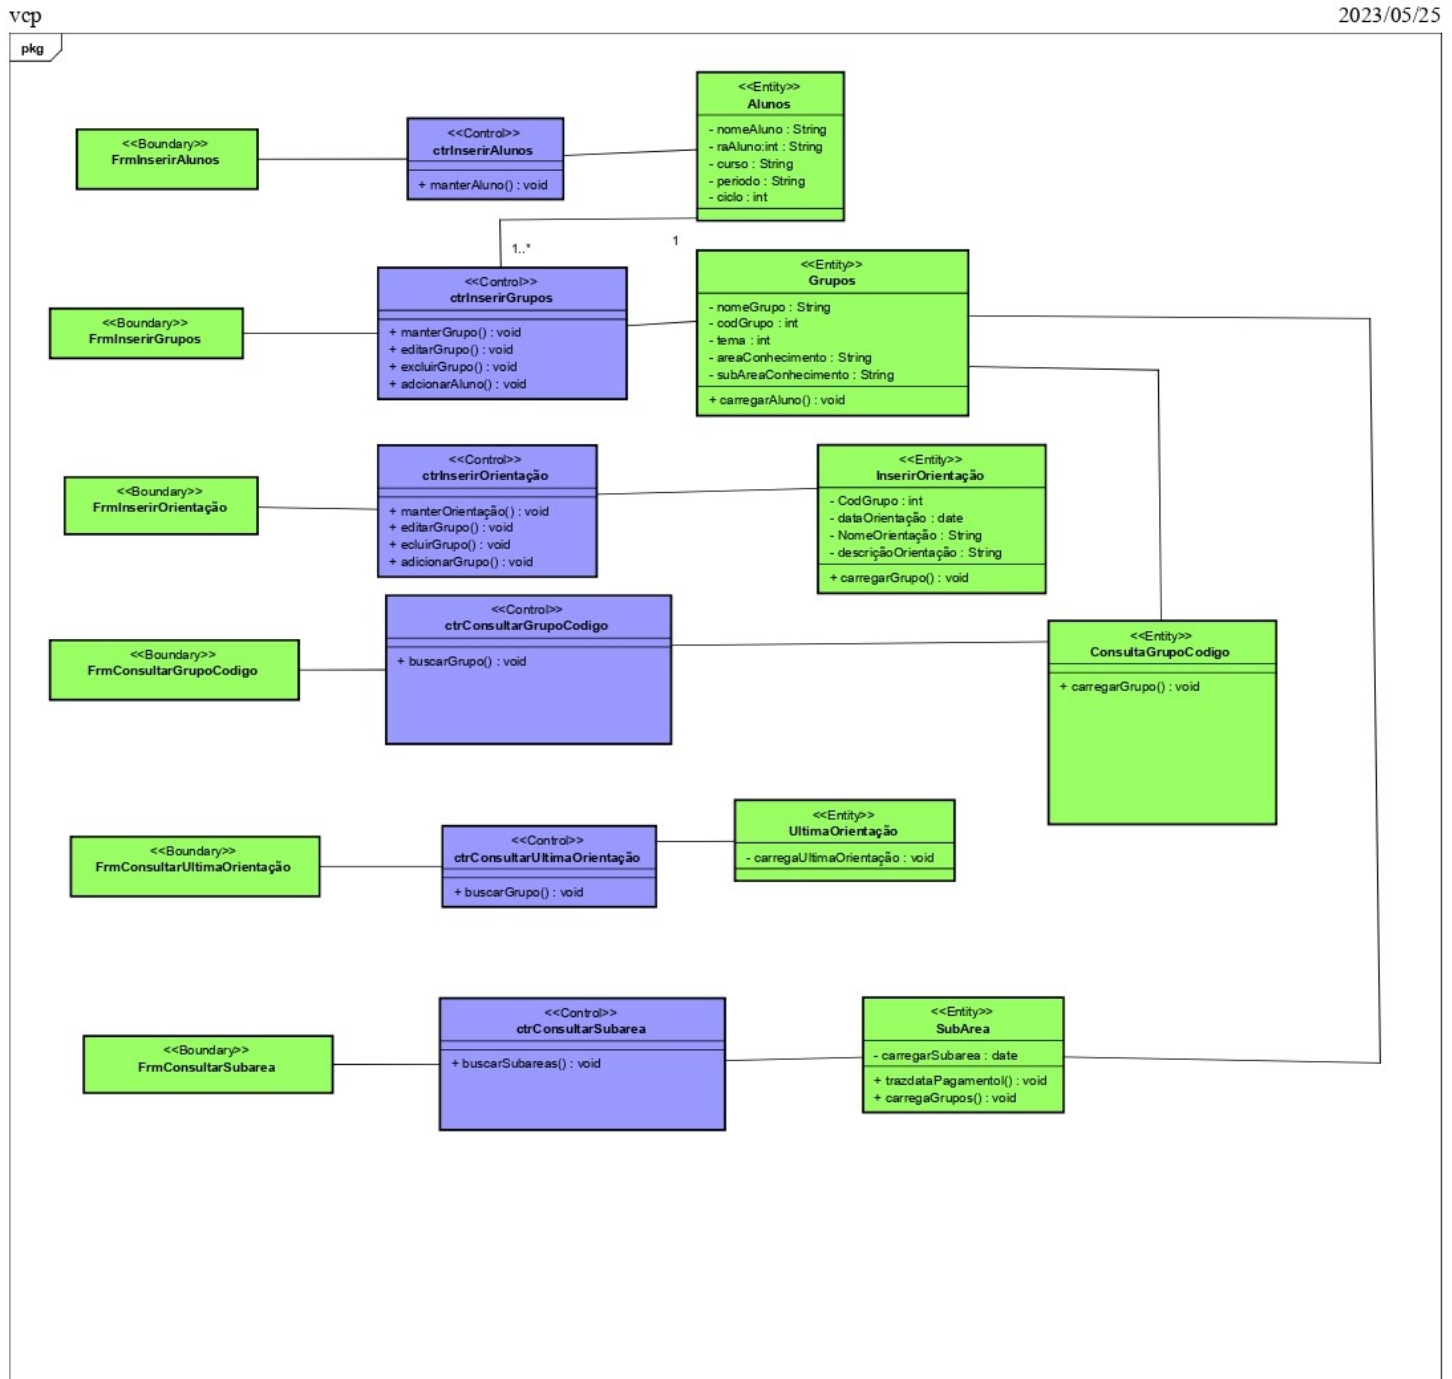 vcp
2023/05/25
pkg
<<Entity>>
Alunos
- nomeAluno : String
- raAluno:int : String
- curso : String
- periodo : String
- ciclo : int
<<Boundary>>
FrmInserirAlunos
<<Control>>
ctrInserirAlunos
+ manterAluno() : void
1..*
1
<<Boundary>>
FrmInserirGrupos
<<Control>>
ctrInserirGrupos
+ manterGrupo() : void
+ editarGrupo() : void
+ excluirGrupo() : void
+ adcionarAluno() : void
<<Entity>>
Grupos
- nomeGrupo : String
- codGrupo : int
- tema : int
- areaConhecimento : String
- subAreaConhecimento : String
+ carregarAluno() : void
<<Boundary>>
FrmInserirOrientação
<<Control>>
ctrInserirOrientação
+ manterOrientação() : void
+ editarGrupo() : void
+ ecluirGrupo() : void
+ adicionarGrupo() : void
<<Entity>>
InserirOrientação
- CodGrupo : int
- dataOrientação : date
- NomeOrientação : String
- descriçãoOrientação : String
+ carregarGrupo() : void
<<Boundary>>
FrmConsultarGrupoCodigo
<<Control>>
ctrConsultarGrupoCodigo
+ buscarGrupo() : void
<<Entity>>
ConsultaGrupoCodigo
+ carregarGrupo() : void
<<Boundary>>
FrmConsultarUltimaOrientação
<<Control>>
ctrConsultarUltimaOrientação
+ buscarGrupo() : void
<<Entity>>
UltimaOrientação
- carregaUltimaOrientação : void
<<Boundary>>
FrmConsultarSubarea
<<Control>>
ctrConsultarSubarea
+ buscarSubareas() : void
<<Entity>>
SubArea
- carregarSubarea : date
+ trazdataPagamentol() : void
+ carregaGrupos() : void